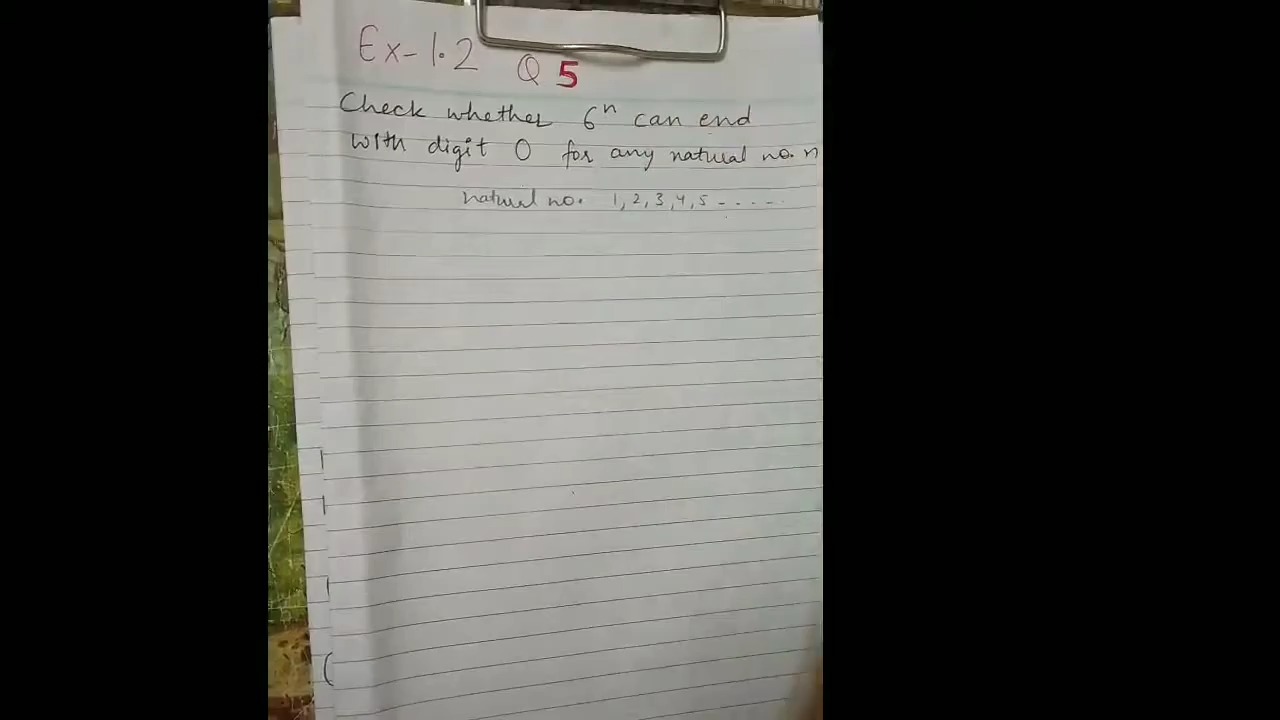 Ex-1.2 Q 5
Check whether 6ⁿ can end
with digit 0 for any natural no. n
natural no. 1, 2, 3, 4, 5 - - - - -